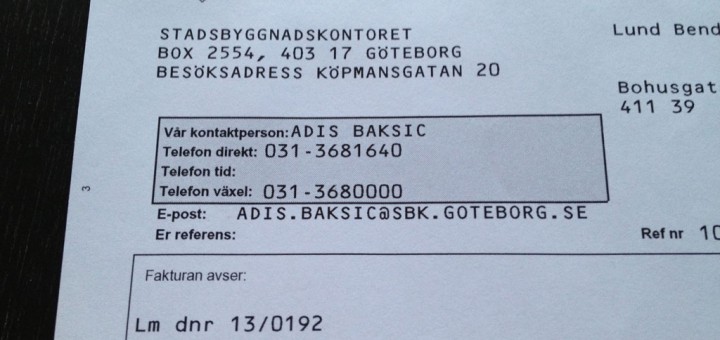 STADSBYGGNADSKONTORET
BOX 2554, 403 17 GÖTEBORG
BESÖKSADRESS KÖPMANSGATAN 20
Lund Bend
Bohusgat
411 39
Vår kontaktperson: ADIS BAKSIC
Telefon direkt: 031-3681640
Telefon tid:
Telefon växel: 031-3680000
E-post: ADIS.BAKSIC@SBK.GOTEBORG.SE
Er referens:
Ref nr 10
3
Fakturan avser:
Lm dnr 13/0192